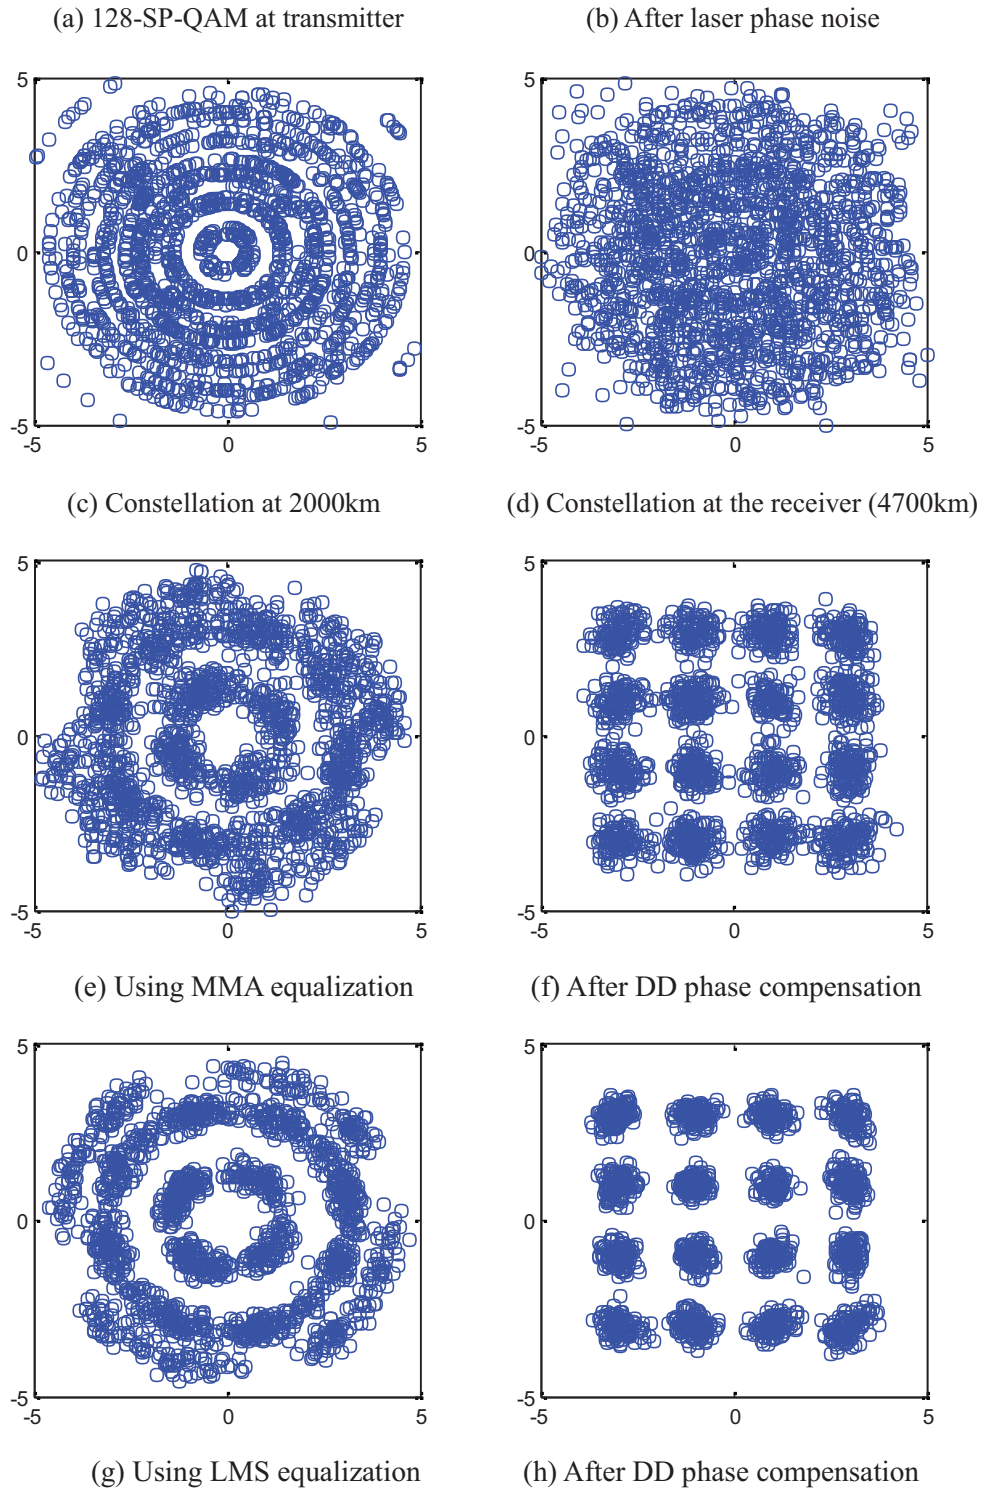 (a) 128-SP-QAM at transmitter
(b) After laser phase noise
5
0
-5
-5 0 5
5
0
-5
-5 0 5
(c) Constellation at 2000km
(d) Constellation at the receiver (4700km)
5
0
-5
-5 0 5
5
0
-5
-5 0 5
(e) Using MMA equalization
(f) After DD phase compensation
5
0
-5
-5 0 5
5
0
-5
-5 0 5
(g) Using LMS equalization
(h) After DD phase compensation